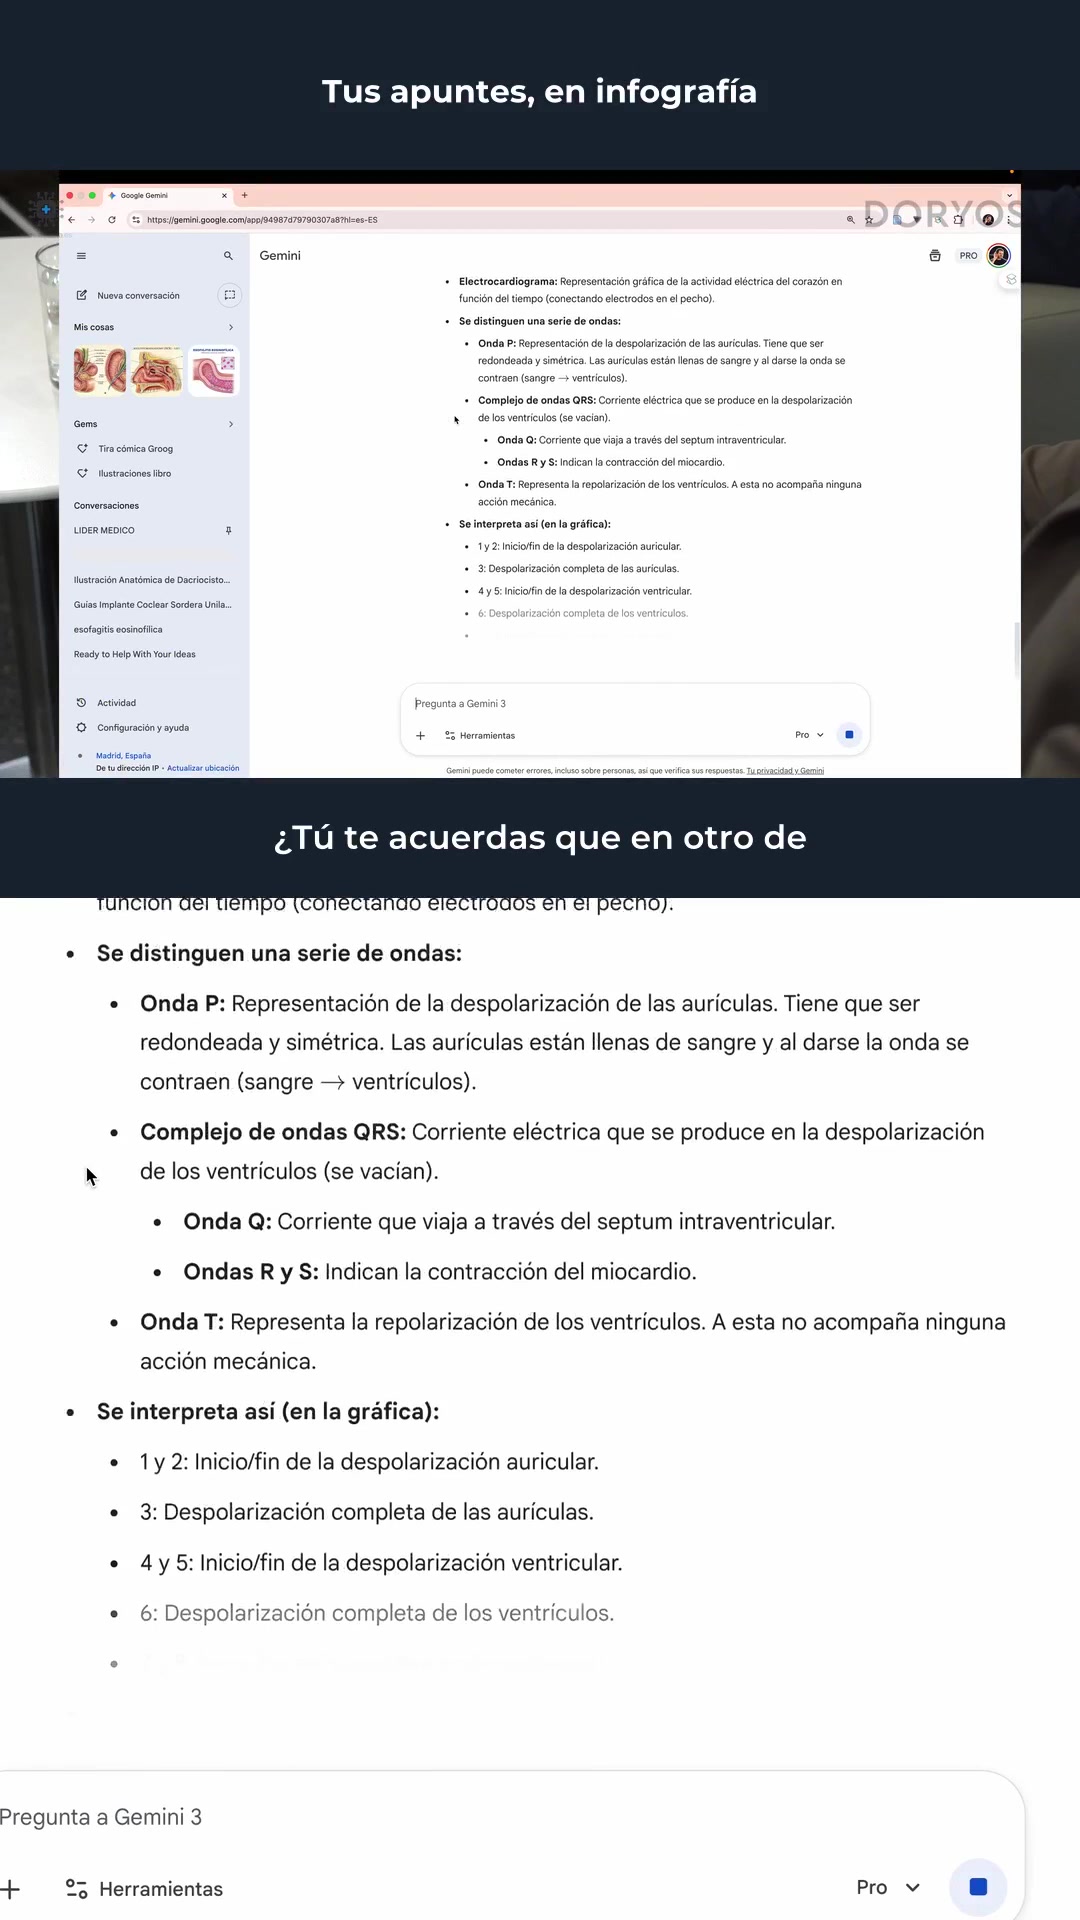 Tus apuntes, en infografía
Google Gemini
https://gemini.google.com/app/94987d79790307a8?hl=es-ES
DORYOS
Gemini
PRO
Nueva conversación
Mis cosas
Gems
Tira cómica Groog
Ilustraciones libro
Conversaciones
LIDER MEDICO
Ilustración Anatómica de Dacriocisto...
Guías Implante Coclear Sordera Unila...
esofagitis eosinofílica
Ready to Help With Your Ideas
Actividad
Configuración y ayuda
Madrid, España
De tu dirección IP • Actualizar ubicación
• Electrocardiograma: Representación gráfica de la actividad eléctrica del corazón en
función del tiempo (conectando electrodos en el pecho).
• Se distinguen una serie de ondas:
• Onda P: Representación de la despolarización de las aurículas. Tiene que ser
redondeada y simétrica. Las aurículas están llenas de sangre y al darse la onda se
contraen (sangre → ventrículos).
• Complejo de ondas QRS: Corriente eléctrica que se produce en la despolarización
de los ventrículos (se vacían).
• Onda Q: Corriente que viaja a través del septum intraventricular.
• Ondas R y S: Indican la contracción del miocardio.
• Onda T: Representa la repolarización de los ventrículos. A esta no acompaña ninguna
acción mecánica.
• Se interpreta así (en la gráfica):
• 1 y 2: Inicio/fin de la despolarización auricular.
• 3: Despolarización completa de las aurículas.
• 4 y 5: Inicio/fin de la despolarización ventricular.
• 6: Despolarización completa de los ventrículos.
Pregunta a Gemini 3
Herramientas
Pro
Gemini puede cometer errores, incluso sobre personas, así que verifica sus respuestas. Tu privacidad y Gemini
¿Tú te acuerdas que en otro de
función del tiempo (conectando electrodos en el pecho).
• Se distinguen una serie de ondas:
• Onda P: Representación de la despolarización de las aurículas. Tiene que ser
redondeada y simétrica. Las aurículas están llenas de sangre y al darse la onda se
contraen (sangre → ventrículos).
• Complejo de ondas QRS: Corriente eléctrica que se produce en la despolarización
de los ventrículos (se vacían).
• Onda Q: Corriente que viaja a través del septum intraventricular.
• Ondas R y S: Indican la contracción del miocardio.
• Onda T: Representa la repolarización de los ventrículos. A esta no acompaña ninguna
acción mecánica.
• Se interpreta así (en la gráfica):
• 1 y 2: Inicio/fin de la despolarización auricular.
• 3: Despolarización completa de las aurículas.
• 4 y 5: Inicio/fin de la despolarización ventricular.
• 6: Despolarización completa de los ventrículos.
Pregunta a Gemini 3
Herramientas
Pro